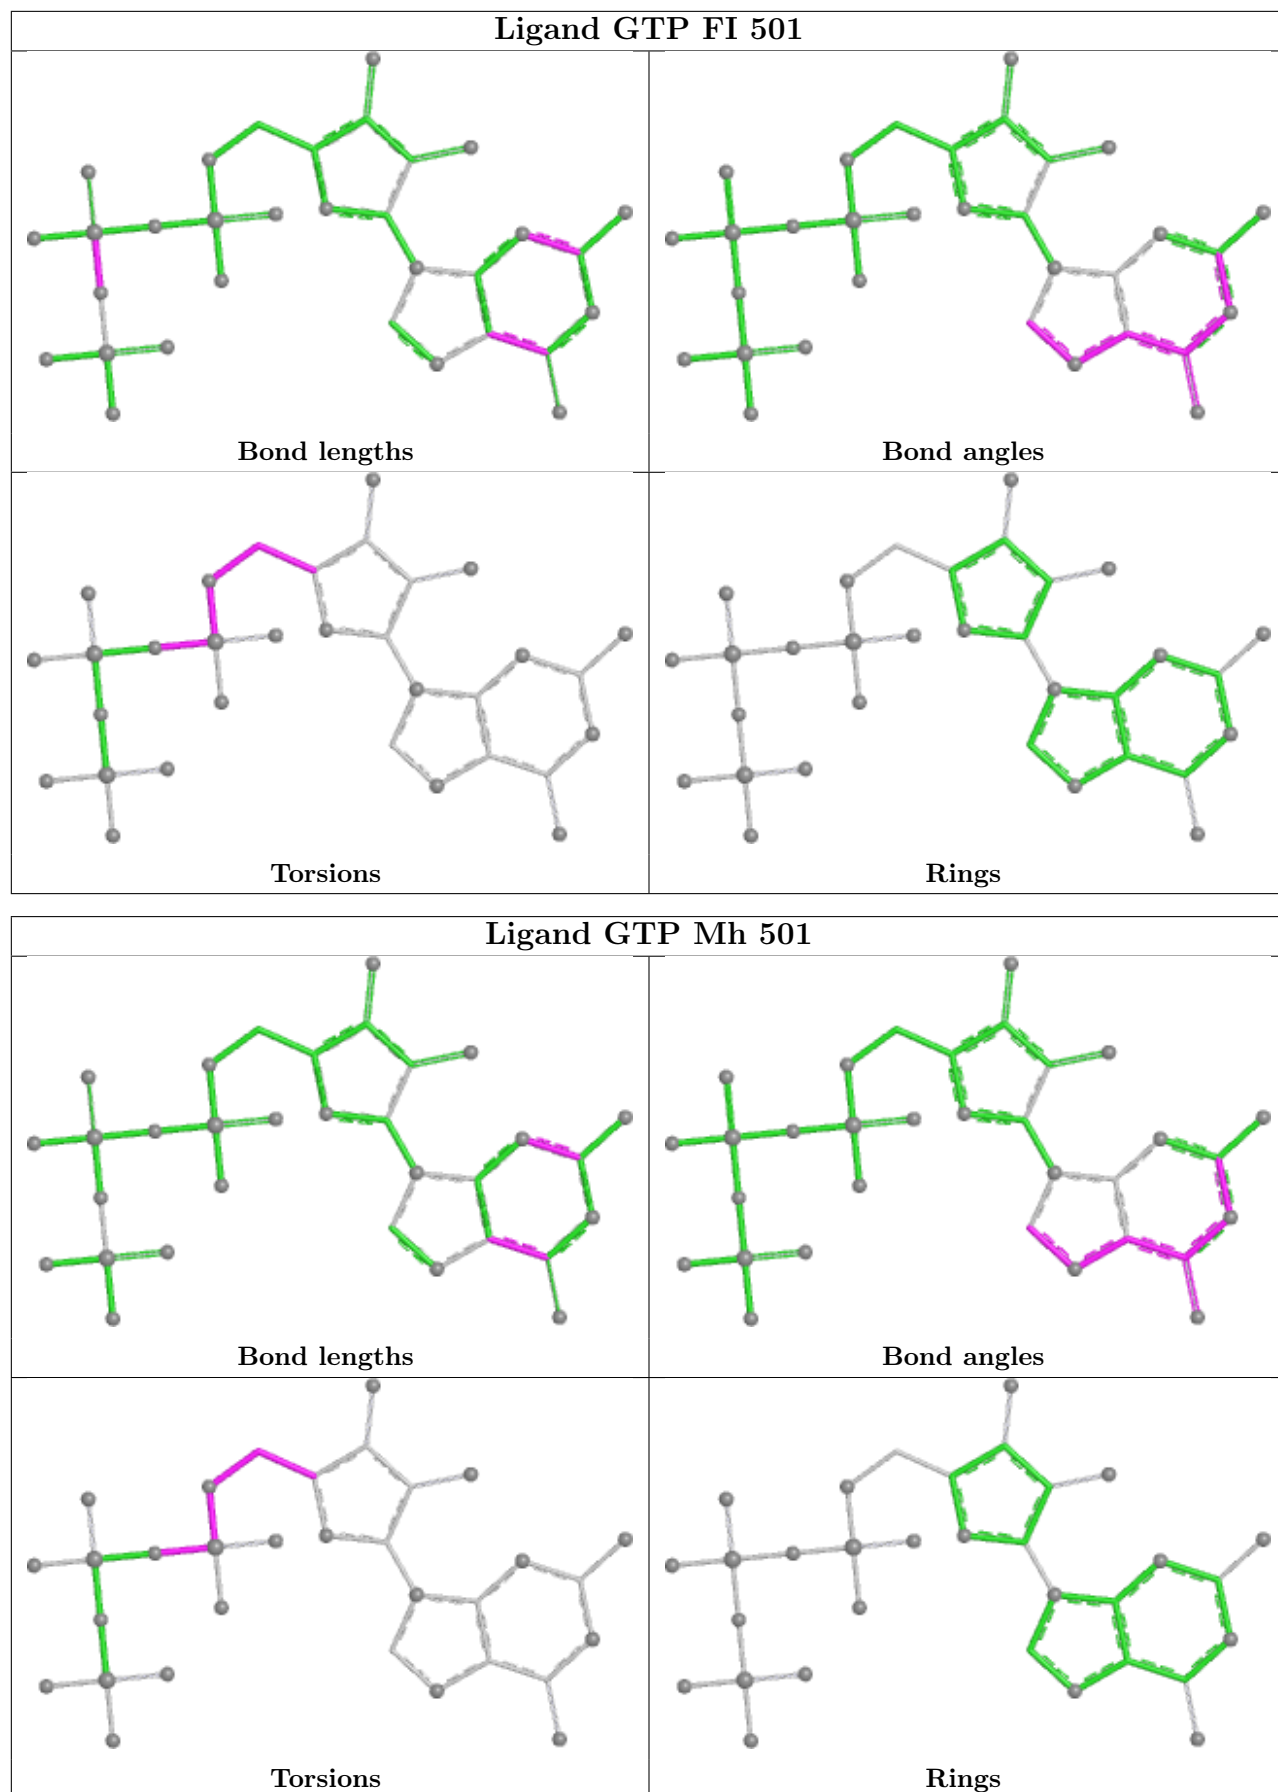 Ligand GTP FI 501
Bond lengths
Bond angles
Torsions
Rings
Ligand GTP Mh 501
Bond lengths
Bond angles
Torsions
Rings